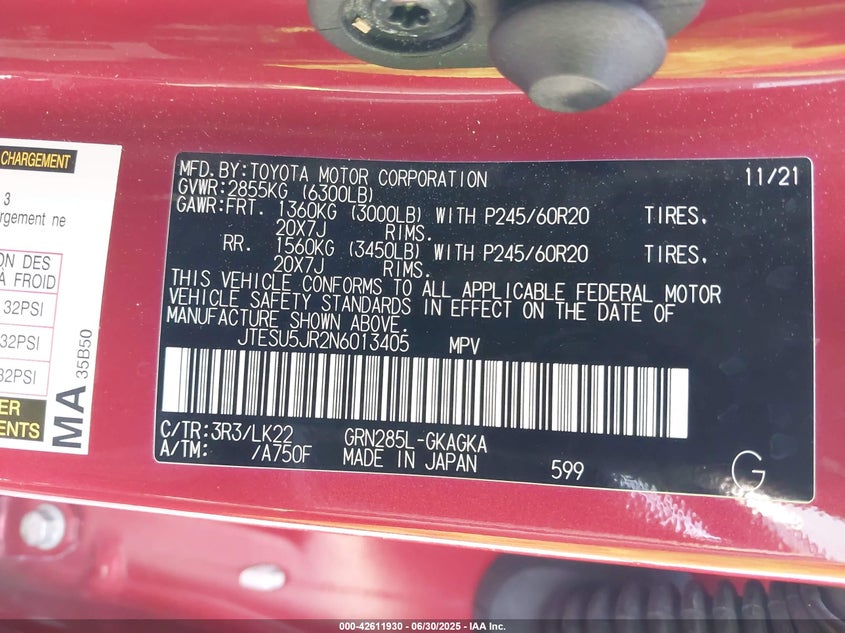 CHARGEMENT
3
rgement ne
ON DES
À FROID
32PSI
32PSI
32PSI
ER
ENTS
MA
35B50
MFD.BY:TOYOTA MOTOR CORPORATION 11/21
GVWR:2855KG (6300LB)
GAWR:FRT. 1360KG (3000LB) WITH P245/60R20 TIRES,
20X7J RIMS.
RR. 1560KG (3450LB) WITH P245/60R20 TIRES,
20X7J RIMS.
THIS VEHICLE CONFORMS TO ALL APPLICABLE FEDERAL MOTOR
VEHICLE SAFETY STANDARDS IN EFFECT ON THE DATE OF
MANUFACTURE SHOWN ABOVE.
JTESU5JR2N6013405 MPV
C/TR:3R3/LK22 GRN285L-GKAGKA
A/TM: /A750F MADE IN JAPAN 599 G
000-42611930 - 06/30/2025 - IAA Inc.